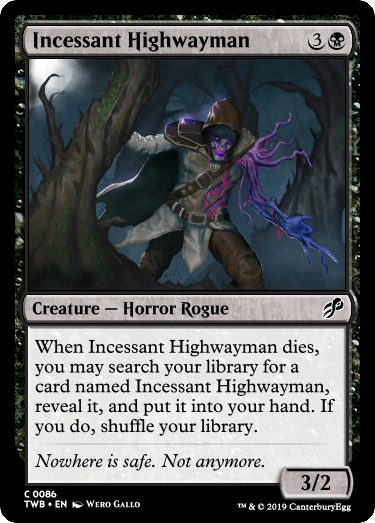 Incessant Highwayman 3
Creature — Horror Rogue
When Incessant Highwayman dies,
you may search your library for a
card named Incessant Highwayman,
reveal it, and put it into your hand. If
you do, shuffle your library.
Nowhere is safe. Not anymore.
3/2
C 0086
TWB • EN Wero Gallo
™ & © 2019 CanterburyEgg